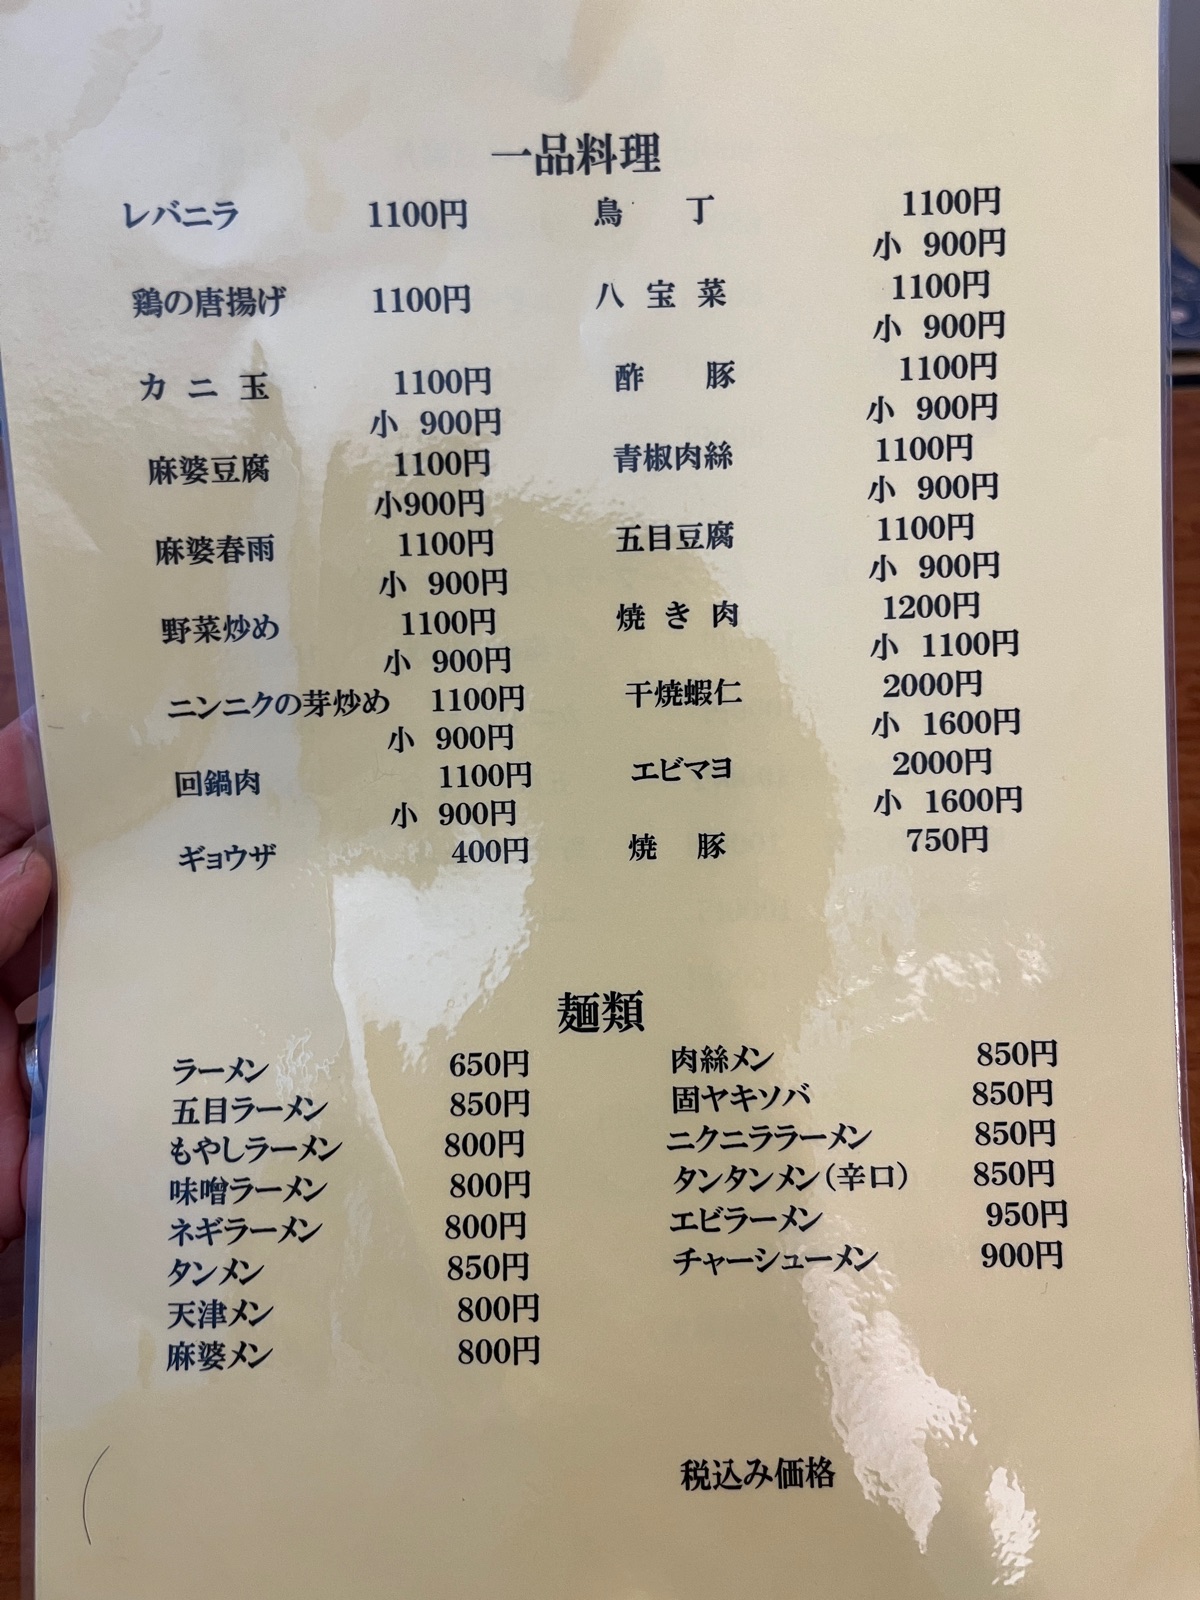 一品料理
レバニラ 1100円
鶏の唐揚げ 1100円
カニ玉 1100円
小 900円
麻婆豆腐 1100円
小900円
麻婆春雨 1100円
小 900円
野菜炒め 1100円
小 900円
ニンニクの芽炒め 1100円
小 900円
回鍋肉 1100円
小 900円
ギョウザ 400円
鳥丁 1100円
小 900円
八宝菜 1100円
小 900円
酢豚 1100円
小 900円
青椒肉絲 1100円
小 900円
五目豆腐 1100円
小 900円
焼き肉 1200円
小 1100円
干焼蝦仁 2000円
小 1600円
エビマヨ 2000円
小 1600円
焼豚 750円
麺類
ラーメン 650円
五目ラーメン 850円
もやしラーメン 800円
味噌ラーメン 800円
ネギラーメン 800円
タンメン 850円
天津メン 800円
麻婆メン 800円
肉絲メン 850円
固ヤキソバ 850円
ニクニララーメン 850円
タンタンメン(辛口) 850円
エビラーメン 950円
チャーシューメン 900円
税込み価格